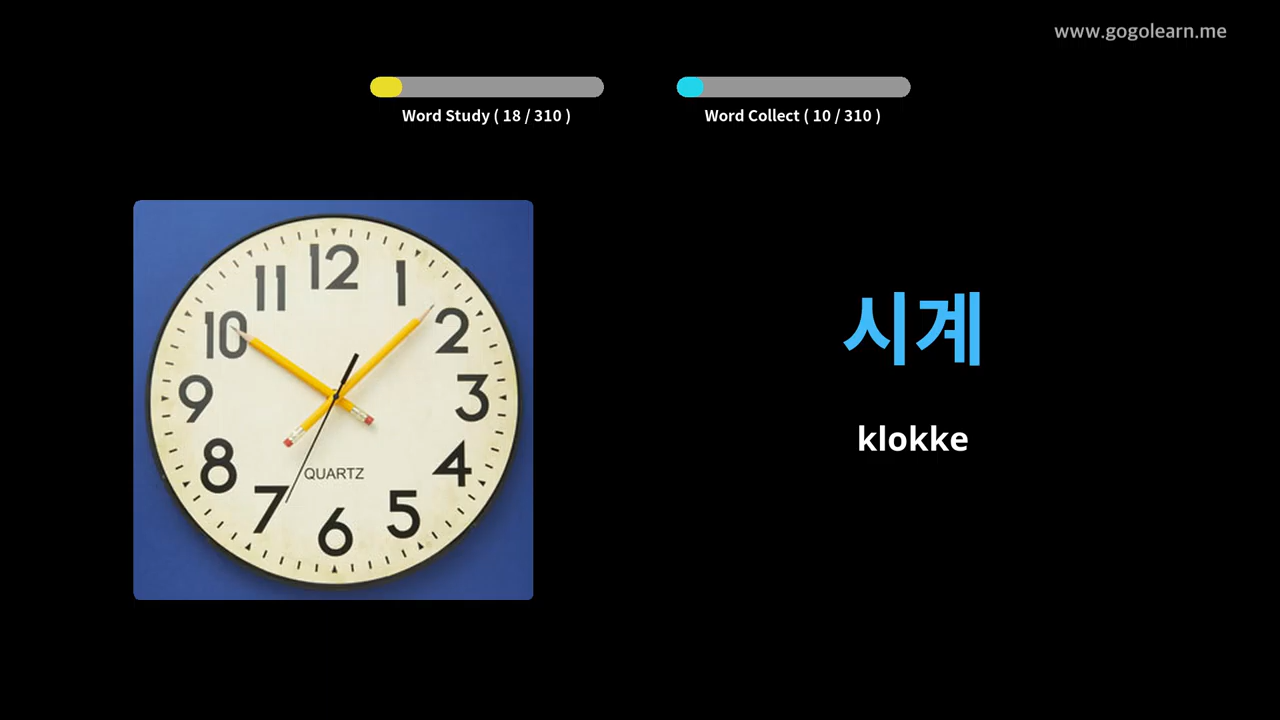 www.gogolearn.me
Word Study ( 18 / 310 )
Word Collect ( 10 / 310 )
12
1
2
3
4
5
6
7
8
9
10
11
QUARTZ
시계
klokke